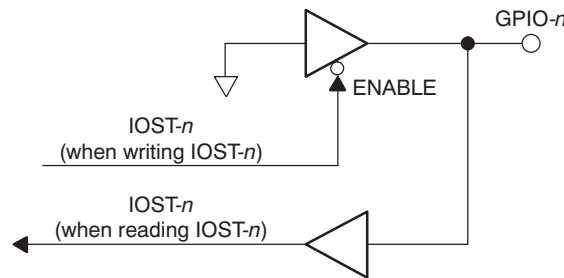 GPIO-n
ENABLE
IOST-n
(when writing IOST-n)
IOST-n
(when reading IOST-n)